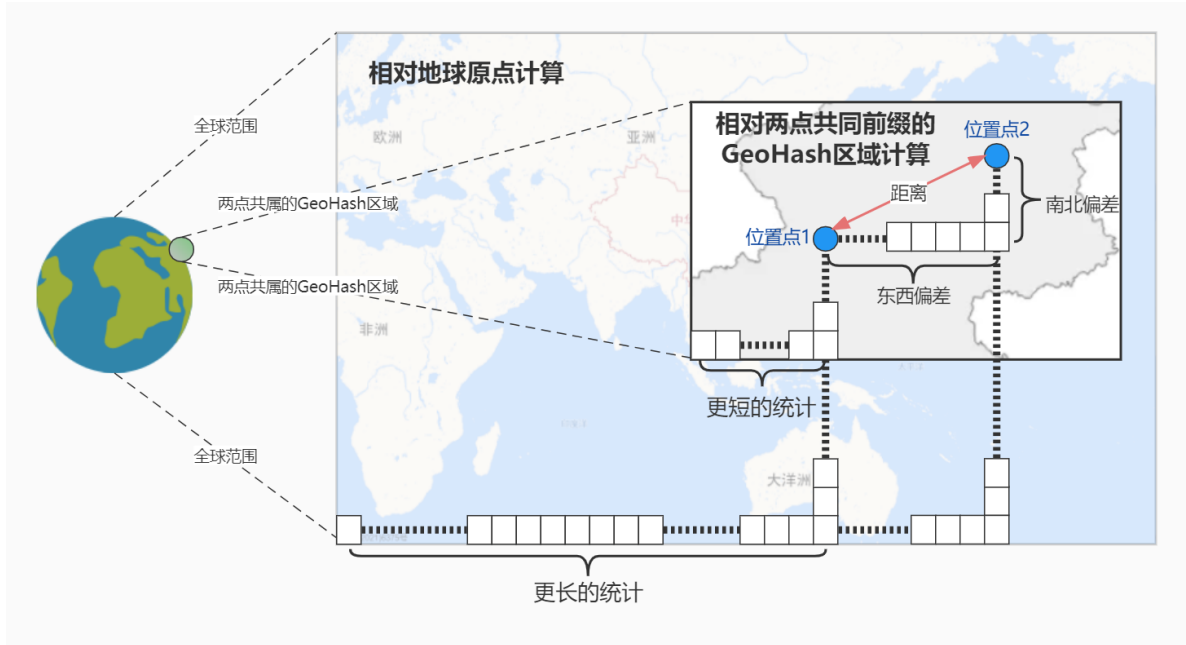 相对地球原点计算
全球范围
欧洲
亚洲
相对两点共同前缀的
GeoHash区域计算
位置点2
距离
两点共属的GeoHash区域
南北偏差
位置点1
两点共属的GeoHash区域
东西偏差
非洲
更短的统计
全球范围
大洋洲
更长的统计